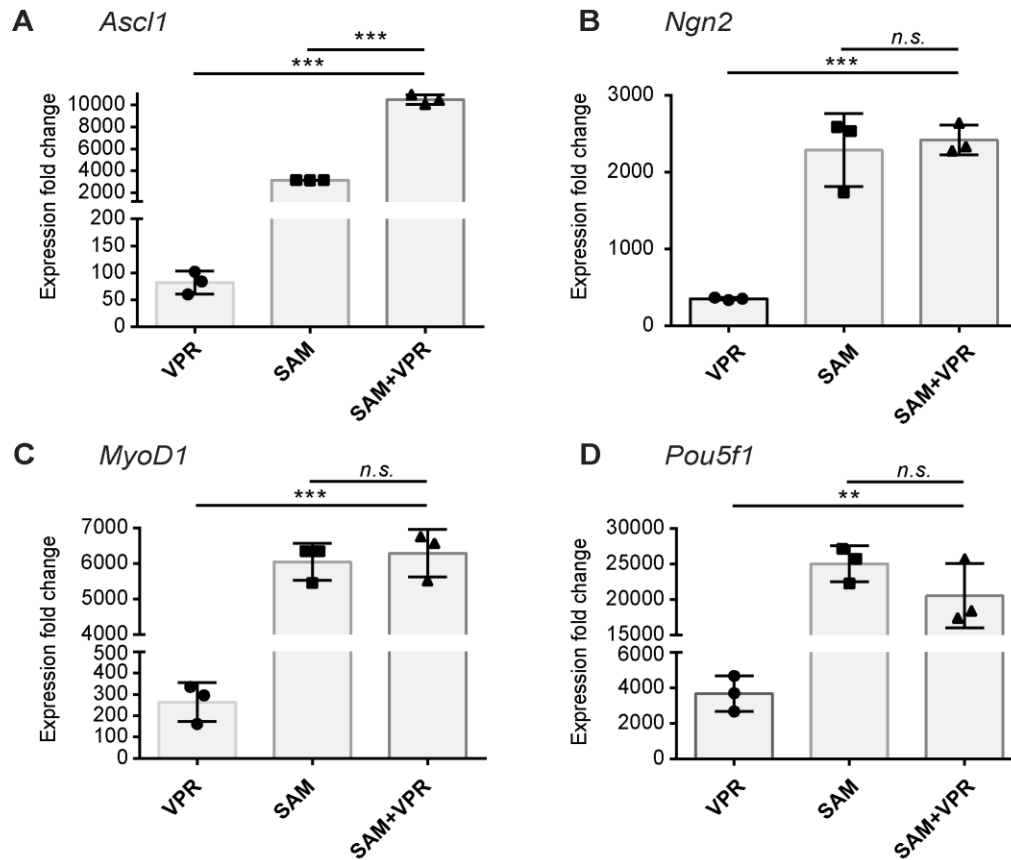 A Ascl1
***
***
Expression fold change
10000
8000
6000
4000
2000
200
150
100
50
0
VPR
SAM
SAM+VPR
B Ngn2
n.s.
***
Expression fold change
3000
2000
1000
0
VPR
SAM
SAM+VPR
C MyoD1
n.s.
***
Expression fold change
7000
6000
5000
4000
500
400
300
200
100
0
VPR
SAM
SAM+VPR
D Pou5f1
n.s.
**
Expression fold change
30000
25000
20000
15000
6000
4000
2000
0
VPR
SAM
SAM+VPR